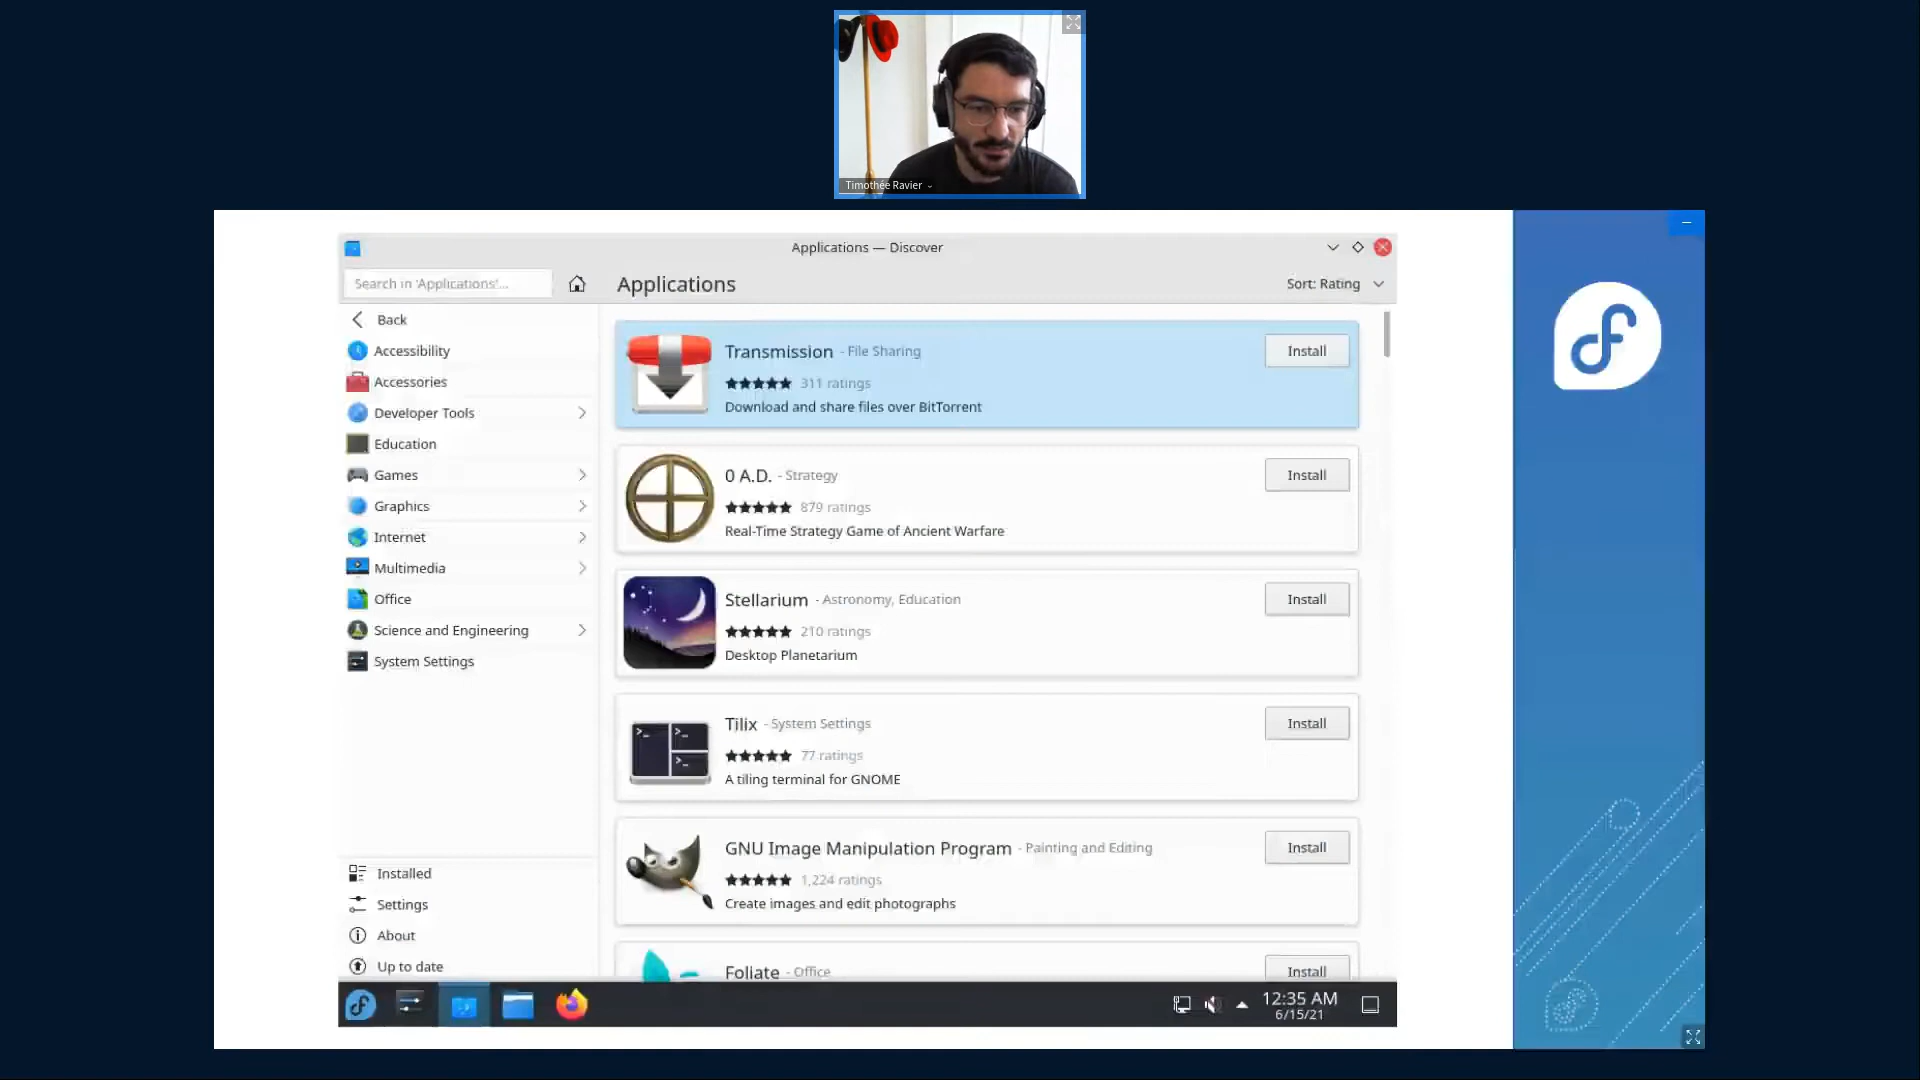 Timothée Ravier
Applications — Discover
Search in 'Applications'...
Applications
Sort: Rating
Back
Accessibility
Accessories
Developer Tools
Education
Games
Graphics
Internet
Multimedia
Office
Science and Engineering
System Settings
Installed
Settings
About
Up to date
Transmission - File Sharing
Install
311 ratings
Download and share files over BitTorrent
0 A.D. - Strategy
Install
879 ratings
Real-Time Strategy Game of Ancient Warfare
Stellarium - Astronomy, Education
Install
210 ratings
Desktop Planetarium
Tilix - System Settings
Install
77 ratings
A tiling terminal for GNOME
GNU Image Manipulation Program - Painting and Editing
Install
1,224 ratings
Create images and edit photographs
Foliate - Office
Install
12:35 AM
6/15/21